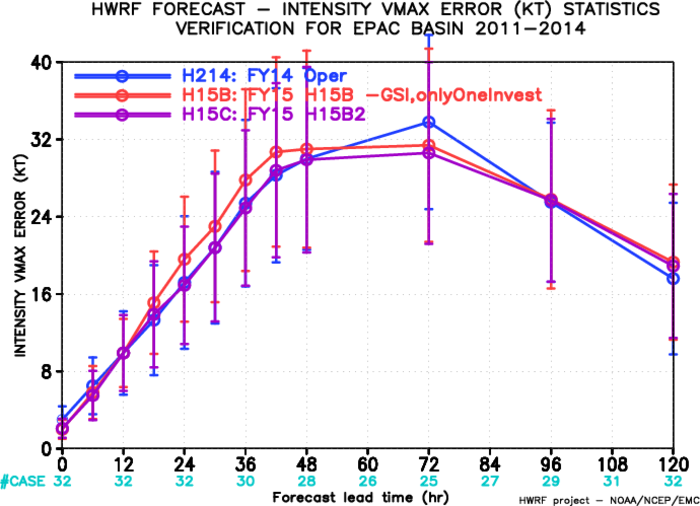 HWRF FORECAST – INTENSITY VMAX ERROR (KT) STATISTICS
VERIFICATION FOR EPAC BASIN 2011–2014
H214: FY14 Oper
H15B: FY15 H15B –GSI,onlyOneInvest
H15C: FY15 H15B2
INTENSITY VMAX ERROR (KT)
40
32
24
16
8
0
0 12 24 36 48 60 72 84 96 108 120
#CASE 32 32 32 30 28 26 25 27 29 31 32
Forecast lead time (hr)
HWRF project – NOAA/NCEP/EMC